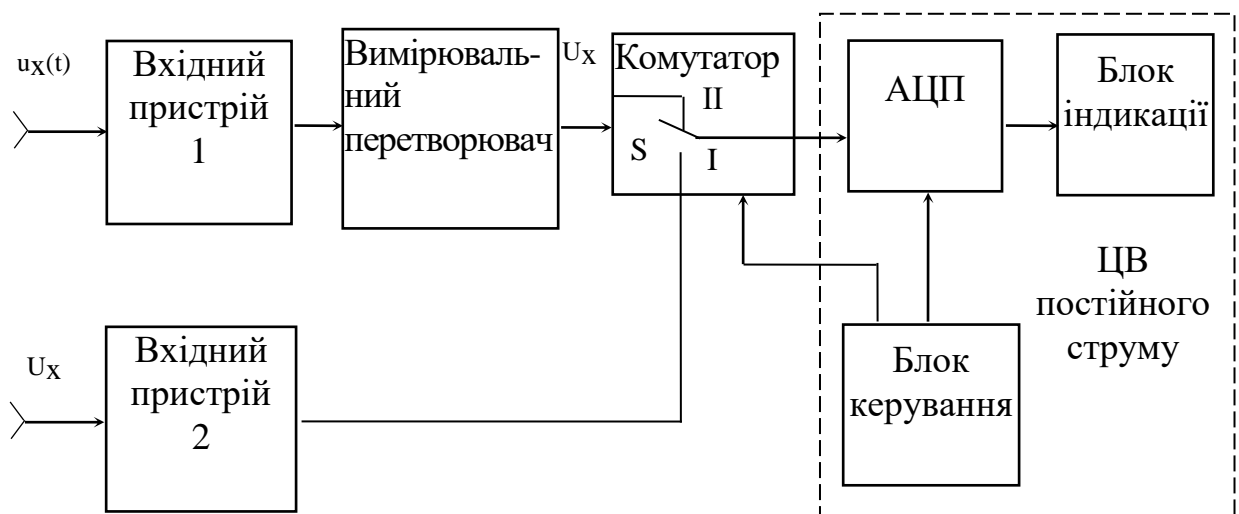 uX(t)
Вхідний
пристрій
1
Вимірюваль-
ний
перетворювач
UX
Комутатор
II
S
I
АЦП
Блок
індикації
ЦВ
постійного
струму
UX
Вхідний
пристрій
2
Блок
керування